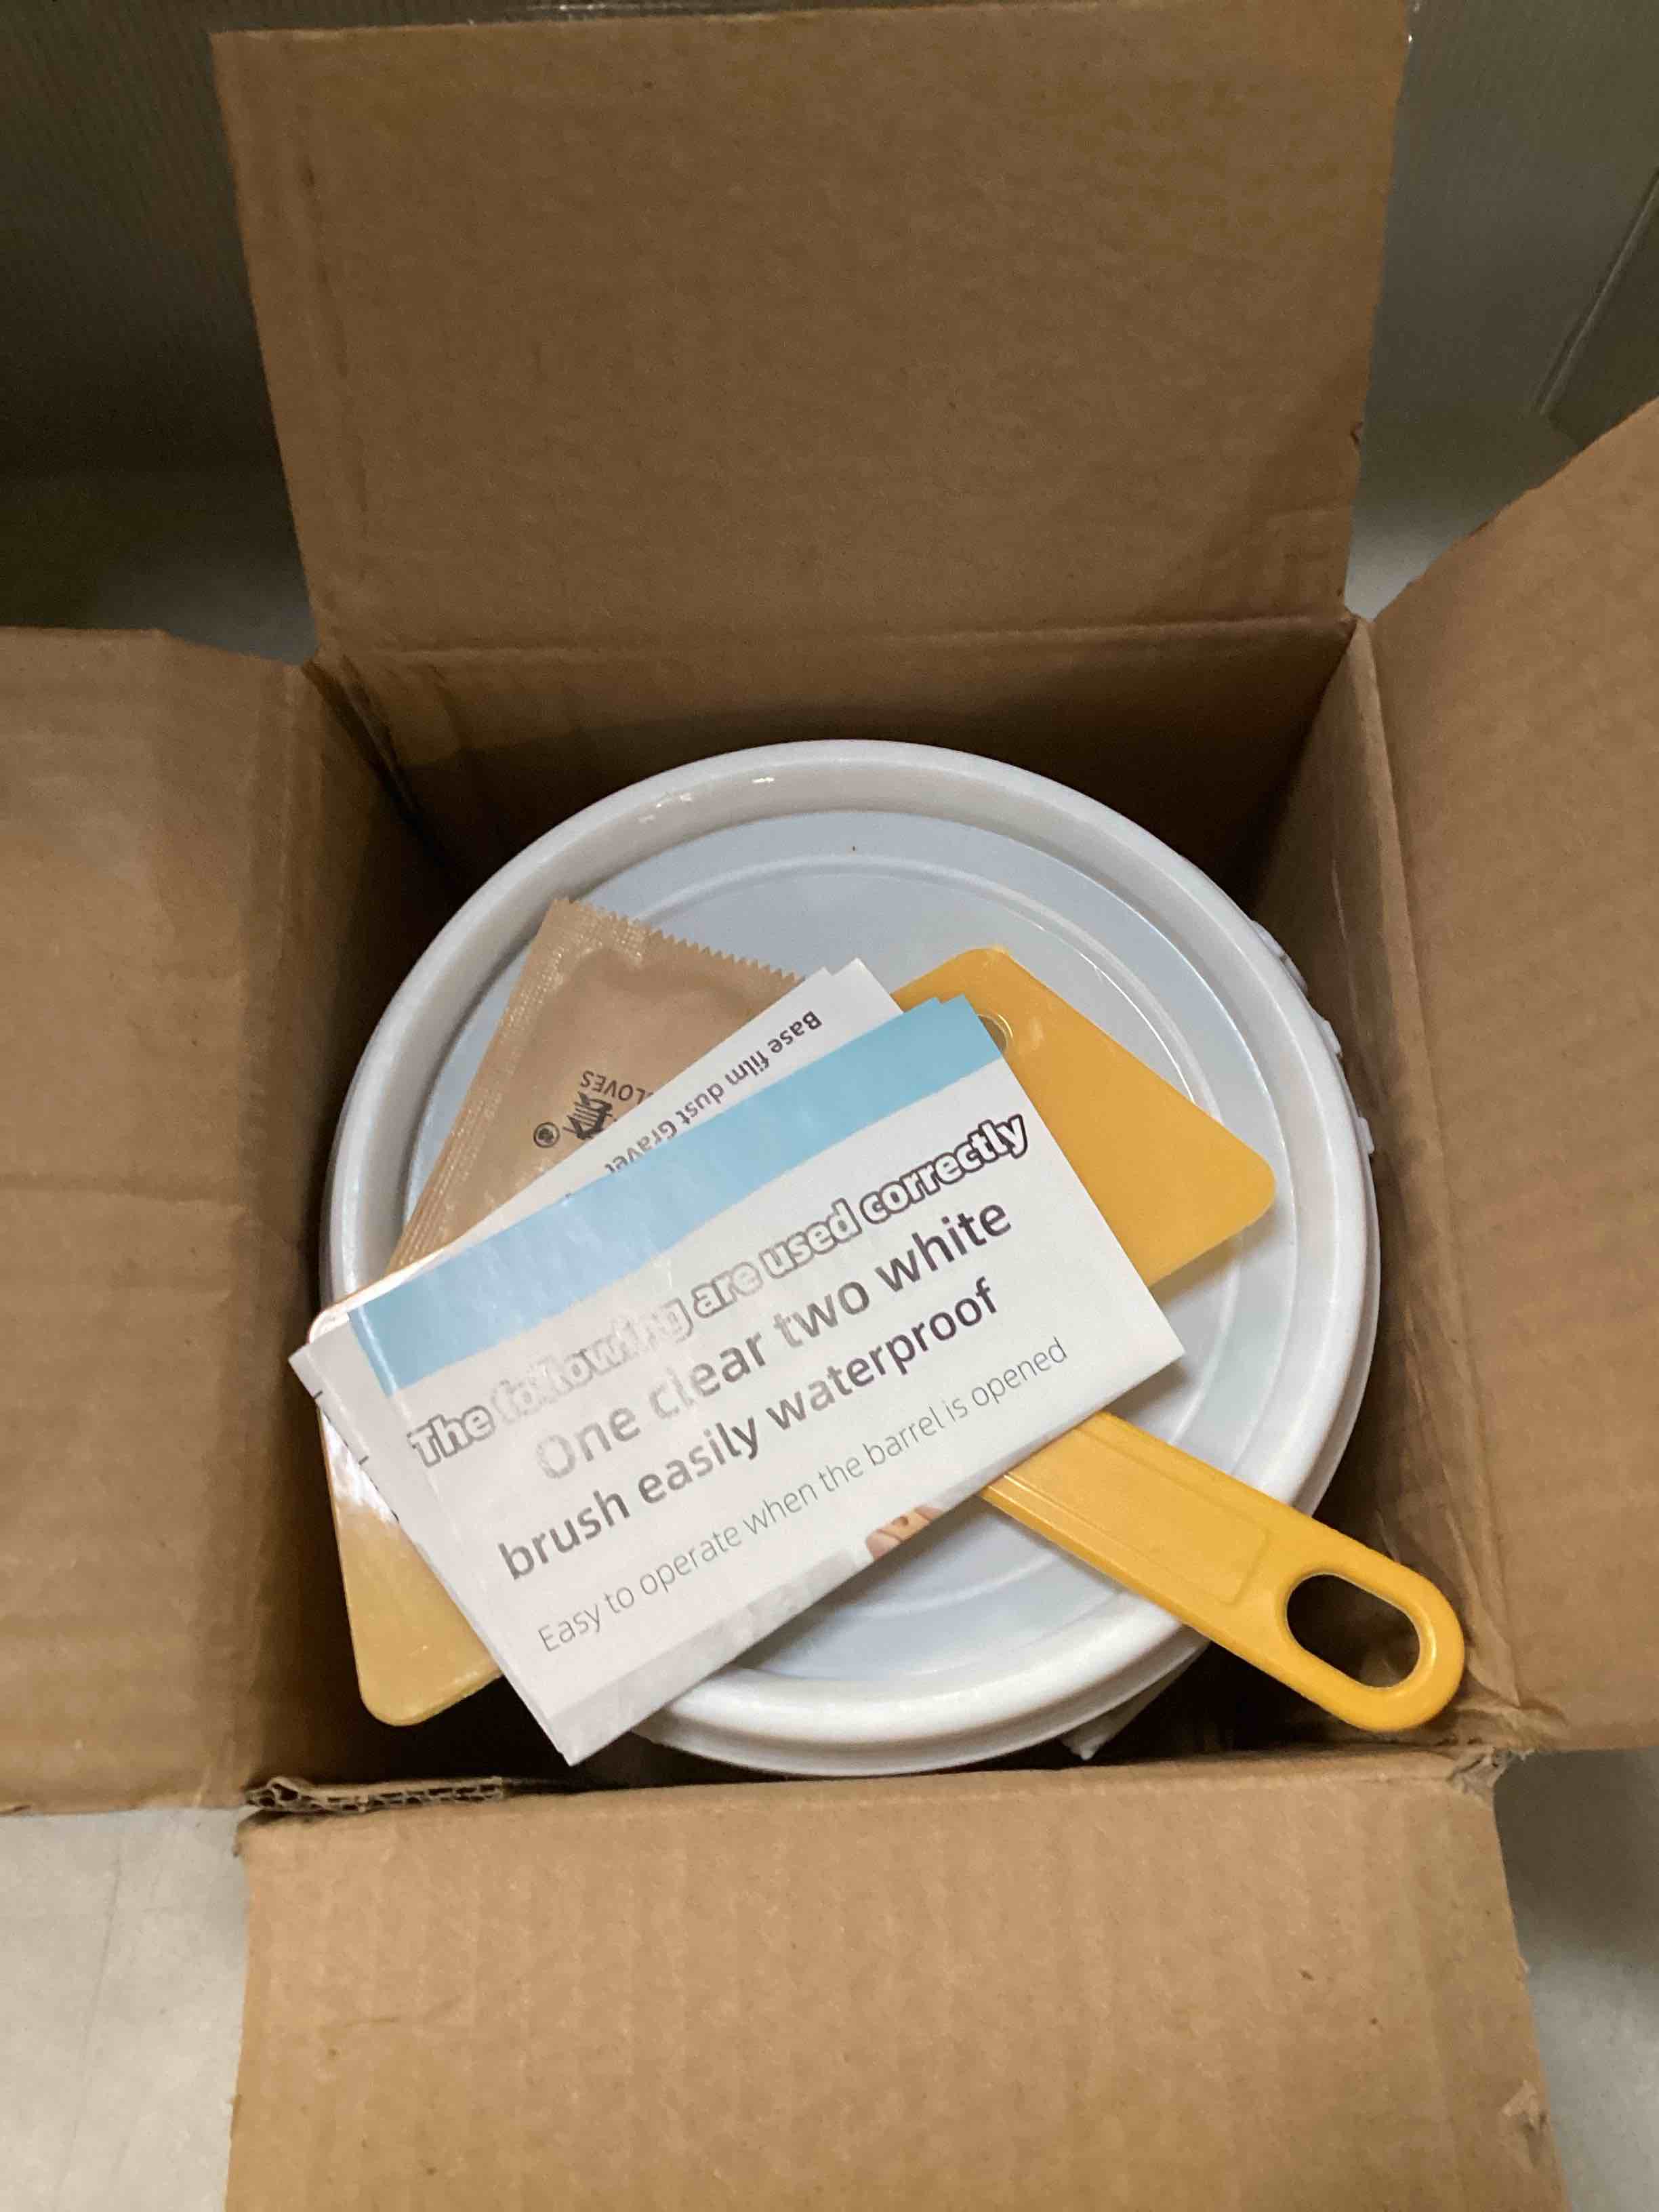 The following are used correctly
One clear two white
brush easily waterproof
Easy to operate when the barrel is opened
Base film dust Gravel
LOVES